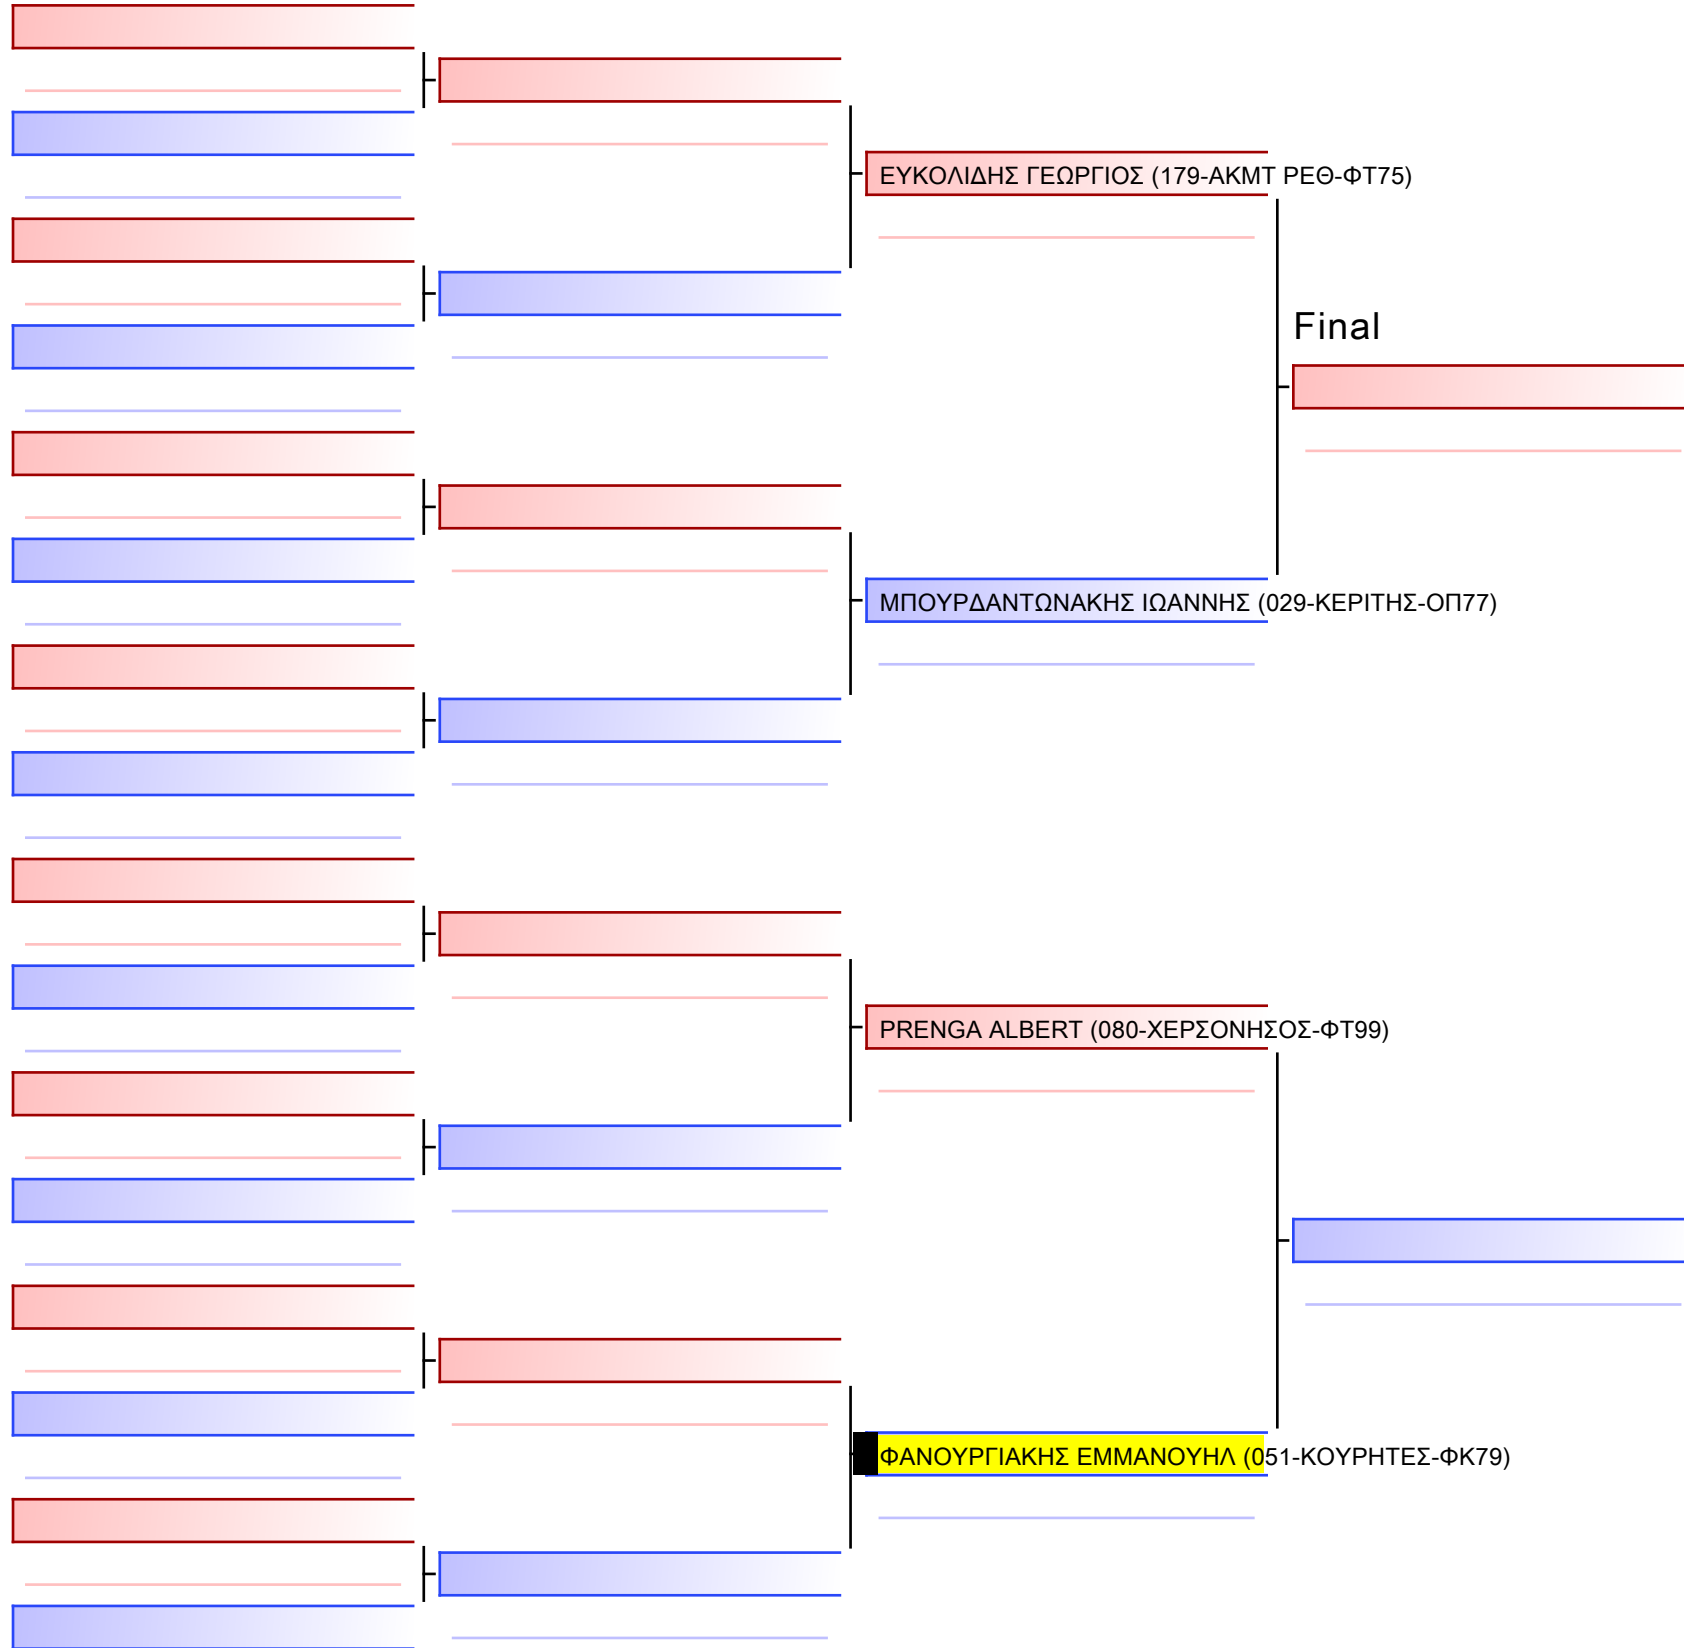 ΕΥΚΟΛΙΔΗΣ ΓΕΩΡΓΙΟΣ (179-ΑΚΜΤ ΡΕΘ-ΦΤ75)
Final
ΜΠΟΥΡΔΑΝΤΩΝΑΚΗΣ ΙΩΑΝΝΗΣ (029-ΚΕΡΙΤΗΣ-ΟΠ77)
PRENGA ALBERT (080-ΧΕΡΣΟΝΗΣΟΣ-ΦΤ99)
ΦΑΝΟΥΡΓΙΑΚΗΣ ΕΜΜΑΝΟΥΗΛ (051-ΚΟΥΡΗΤΕΣ-ΦΚ79)